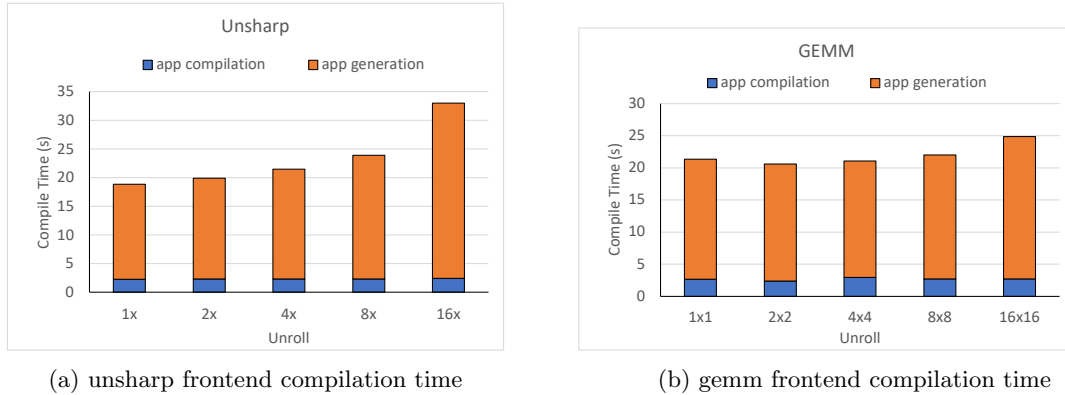 Unsharp
app compilation app generation
35
30
25
20
15
10
5
0
Compile Time (s)
1x 2x 4x 8x 16x
Unroll
(a) unsharp frontend compilation time
GEMM
app compilation app generation
30
25
20
15
10
5
0
Compile Time (s)
1x1 2x2 4x4 8x8 16x16
Unroll
(b) gemm frontend compilation time